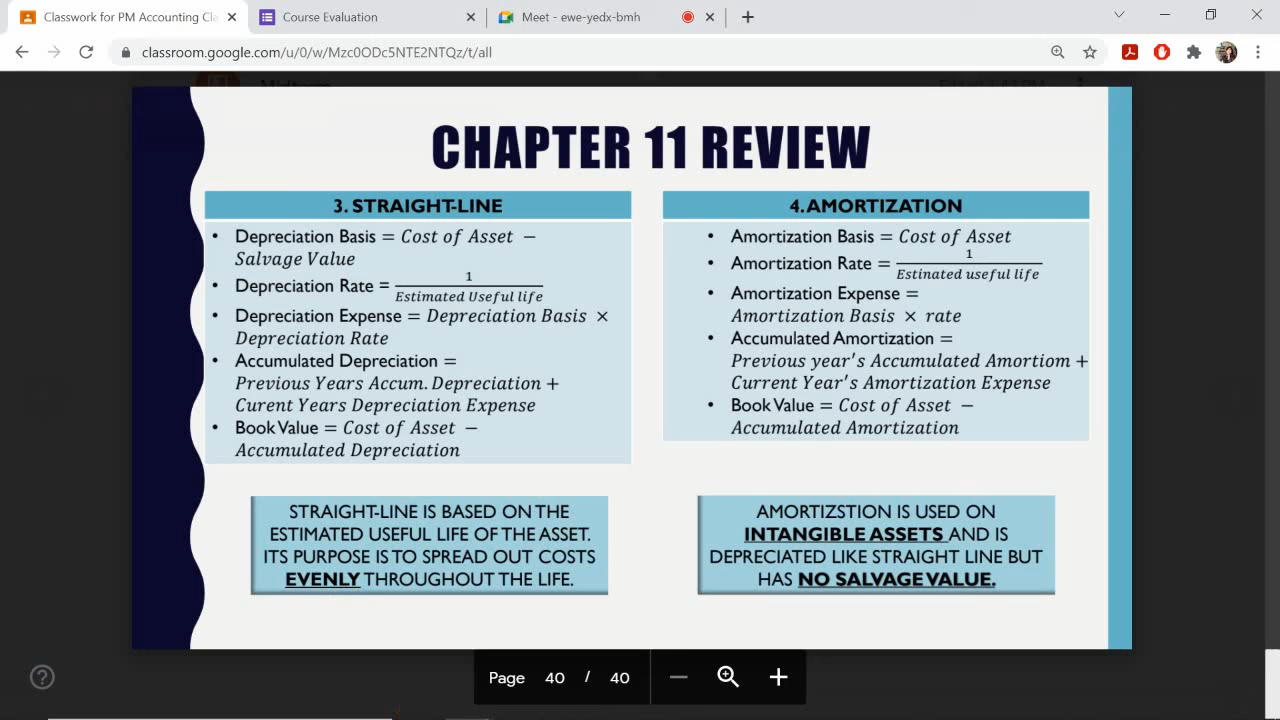 Classwork for PM Accounting Cla
Course Evaluation
Meet - ewe-yedx-bmh
classroom.google.com/u/0/w/Mzc0ODc5NTE2NTQz/t/all
CHAPTER 11 REVIEW
3. STRAIGHT-LINE
• Depreciation Basis = Cost of Asset −
Salvage Value
• Depreciation Rate = 1 / Estimated Useful life
• Depreciation Expense = Depreciation Basis ×
Depreciation Rate
• Accumulated Depreciation =
Previous Years Accum. Depreciation +
Curent Years Depreciation Expense
• Book Value = Cost of Asset −
Accumulated Depreciation
STRAIGHT-LINE IS BASED ON THE
ESTIMATED USEFUL LIFE OF THE ASSET.
ITS PURPOSE IS TO SPREAD OUT COSTS
EVENLY THROUGHOUT THE LIFE.
4. AMORTIZATION
• Amortization Basis = Cost of Asset
• Amortization Rate = 1 / Estinated useful life
• Amortization Expense =
Amortization Basis × rate
• Accumulated Amortization =
Previous year's Accumulated Amortiom +
Current Year's Amortization Expense
• Book Value = Cost of Asset −
Accumulated Amortization
AMORTIZSTION IS USED ON
INTANGIBLE ASSETS AND IS
DEPRECIATED LIKE STRAIGHT LINE BUT
HAS NO SALVAGE VALUE.
Page 40 / 40